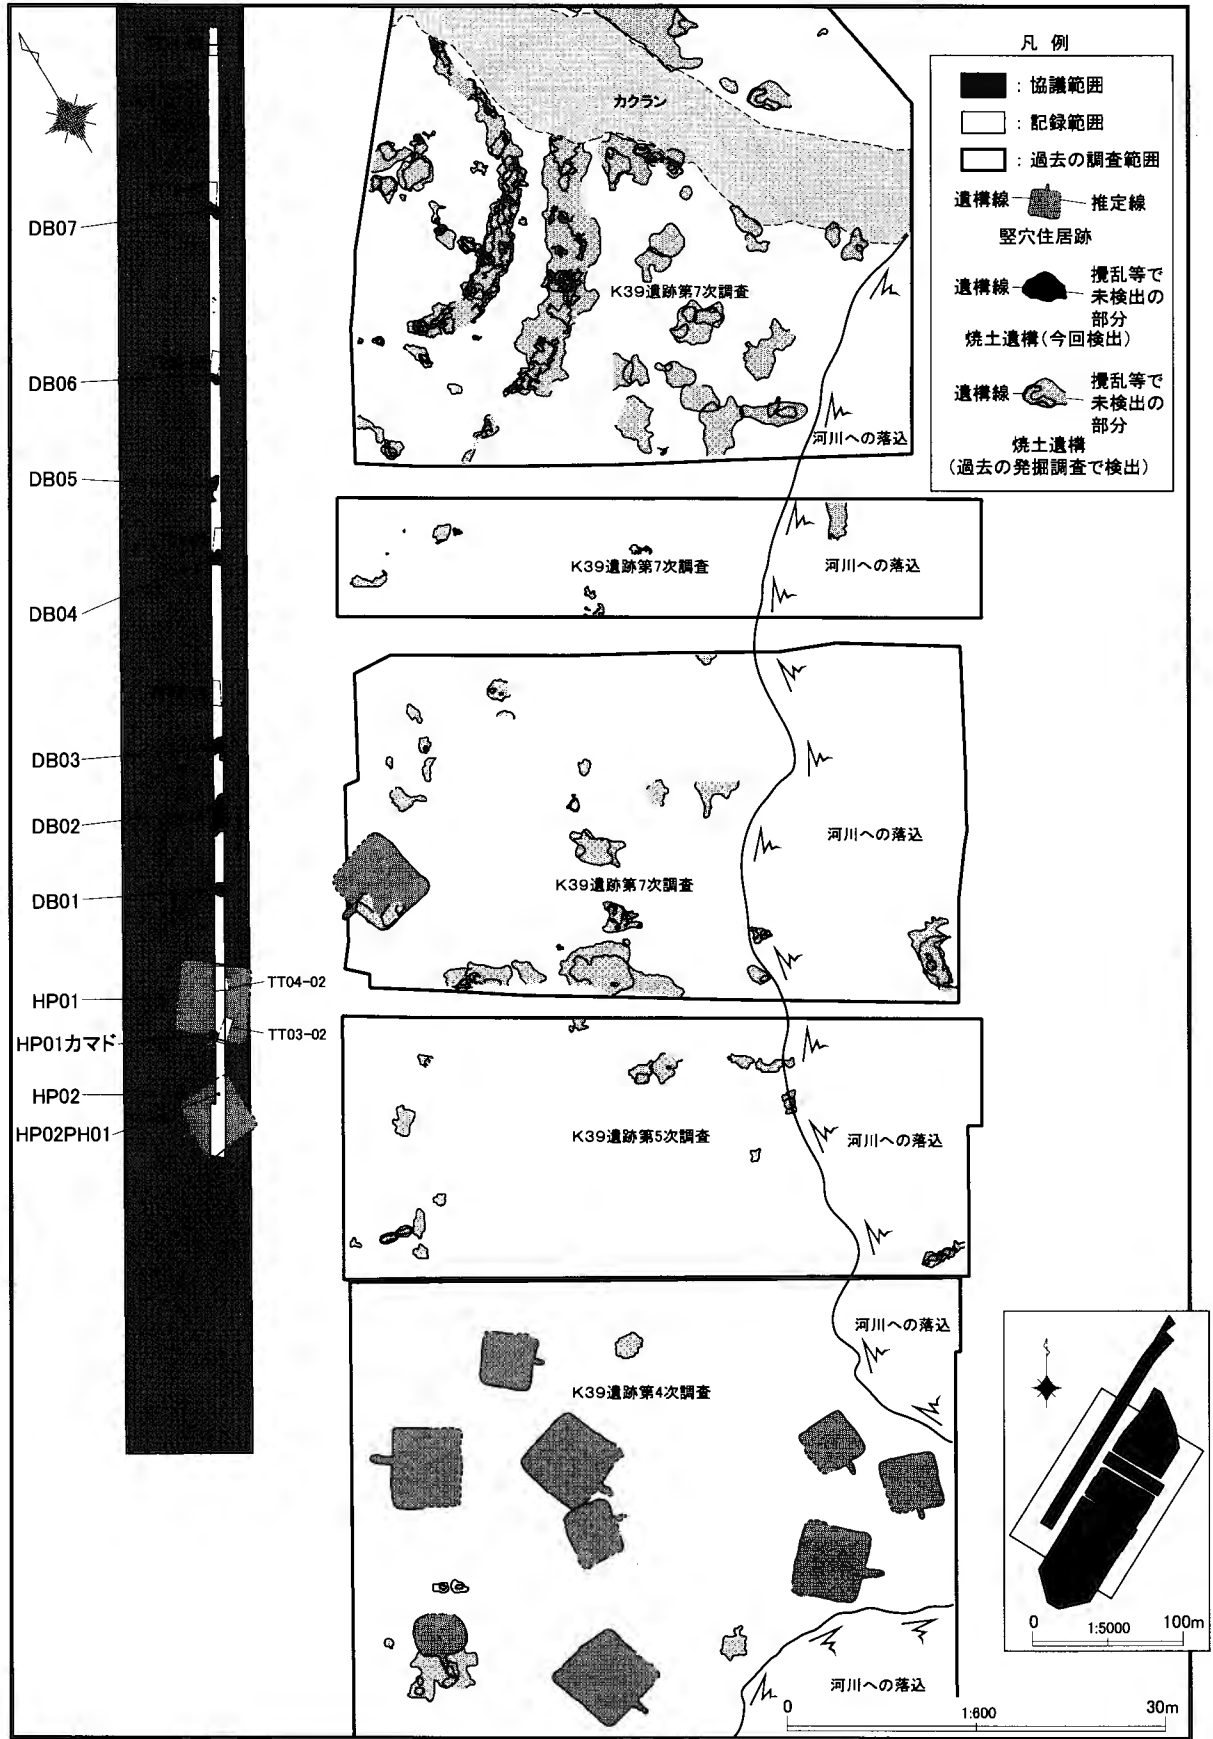 凡 例
：協議範囲
：記録範囲
：過去の調査範囲
遺構線
推定線
竪穴住居跡
遺構線
攪乱等で
未検出の
部分
焼土遺構(今回検出)
遺構線
攪乱等で
未検出の
部分
焼土遺構
(過去の発掘調査で検出)
カクラン
K39遺跡第7次調査
河川への落込
K39遺跡第7次調査
河川への落込
河川への落込
K39遺跡第7次調査
K39遺跡第5次調査
河川への落込
河川への落込
K39遺跡第4次調査
河川への落込
DB07
DB06
DB05
DB04
DB03
DB02
DB01
HP01
TT04-02
HP01カマド
TT03-02
HP02
HP02PH01
0
1:5000
100m
0
1:600
30m